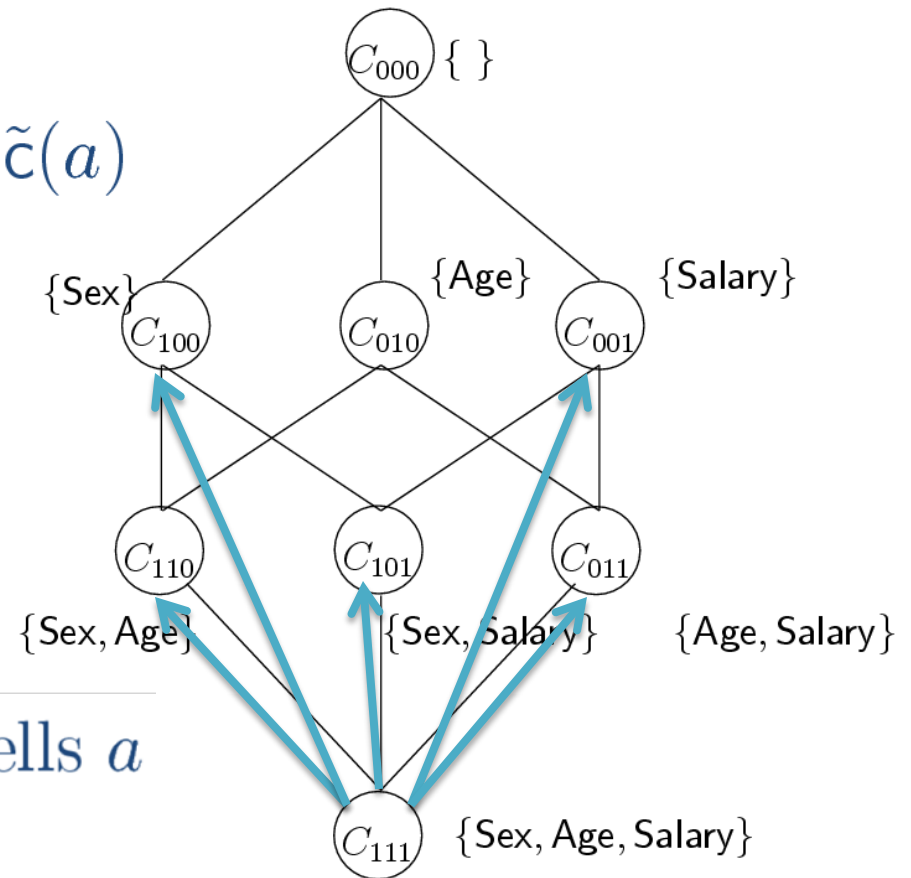 C₀₀₀ { }
c̃(a)
{Sex} {Age} {Salary}
C₁₀₀ C₀₁₀ C₀₀₁
C₁₁₀ C₁₀₁ C₀₁₁
{Sex, Age} {Sex, Salary} {Age, Salary}
ells a
C₁₁₁ {Sex, Age, Salary}